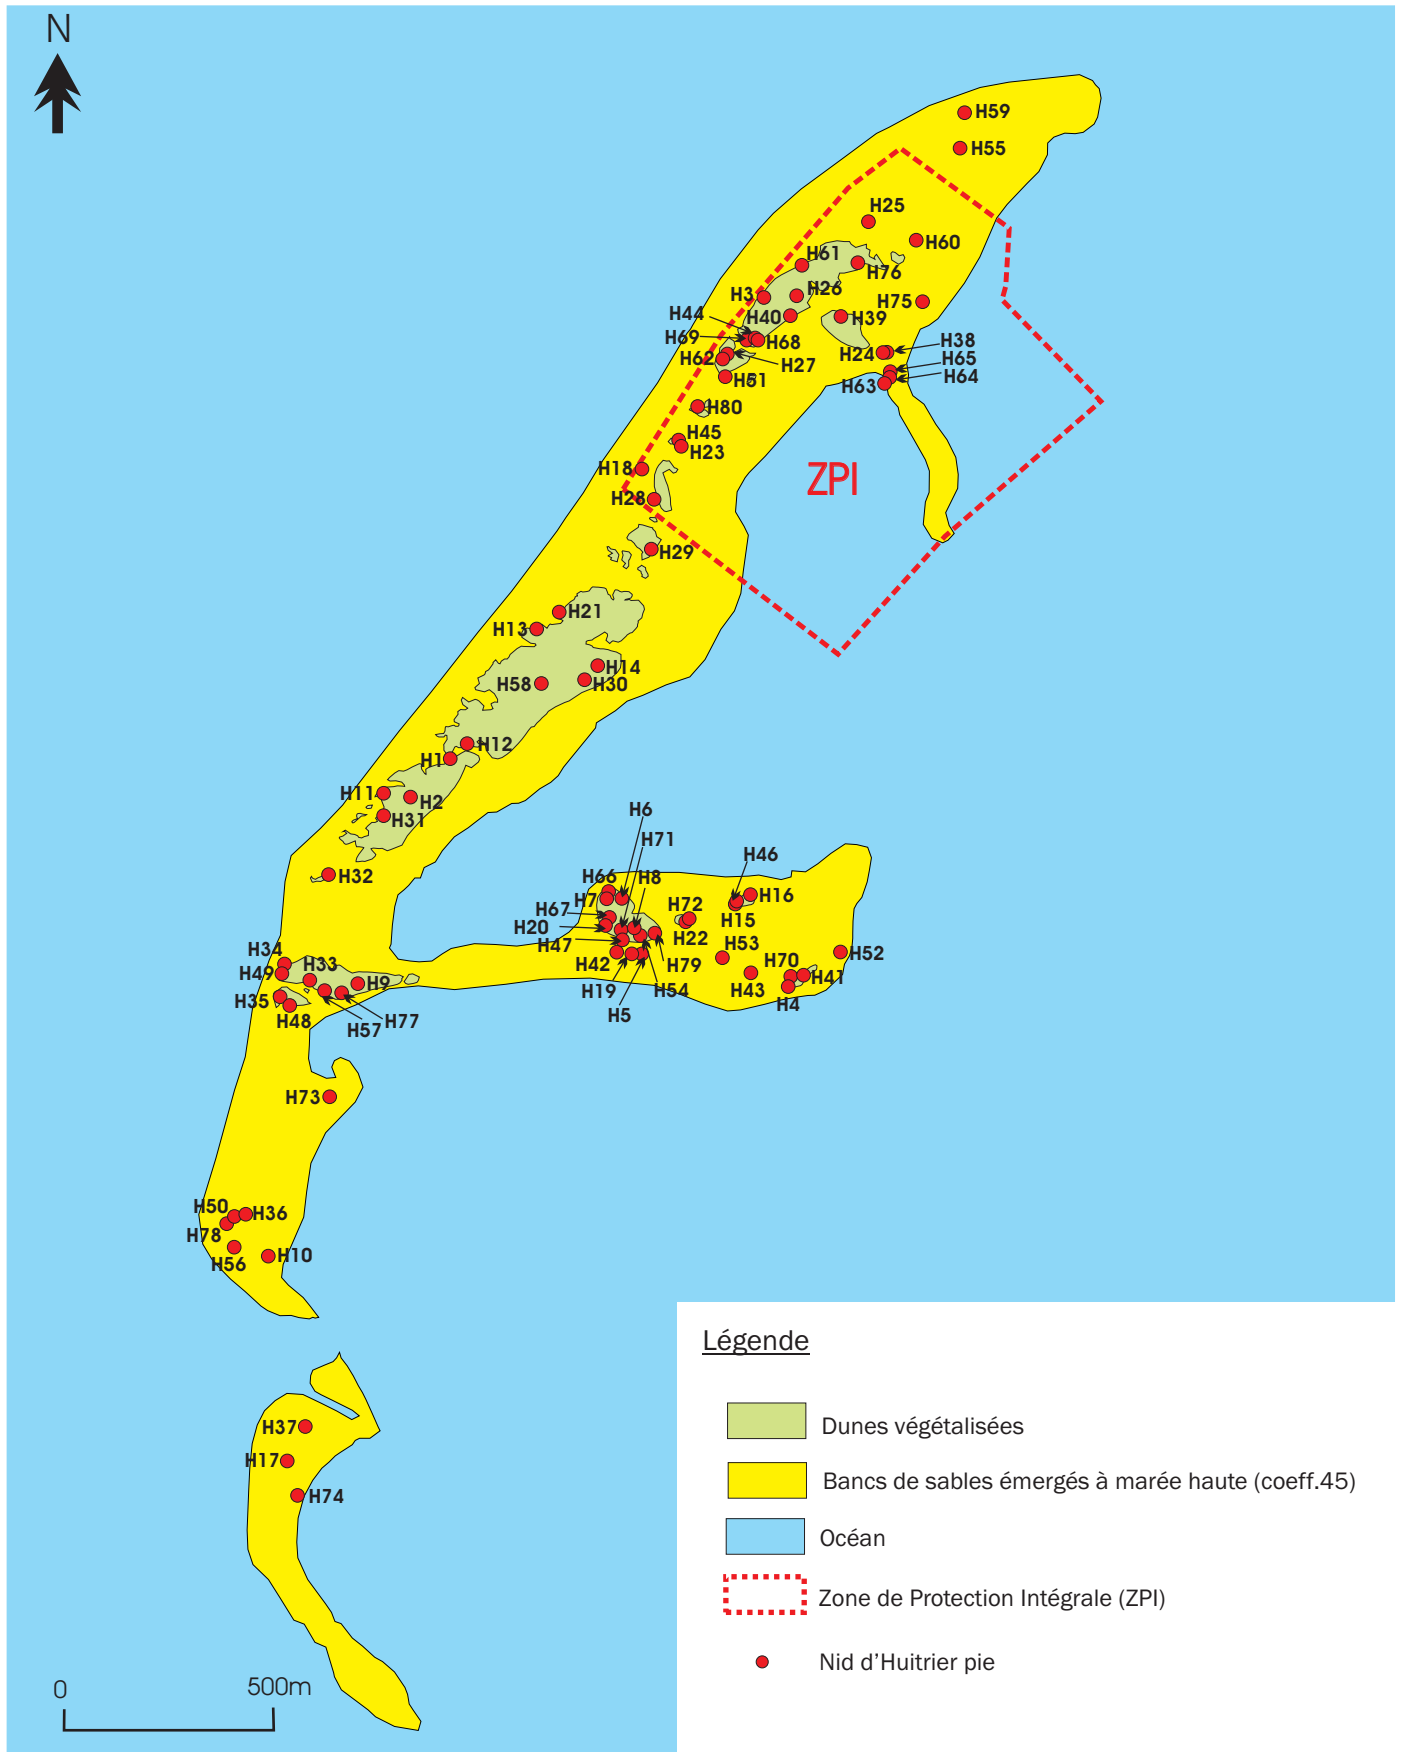 N
H59
H55
H25
H60
H61
H76
H3
H26
H75
H44
H40
H39
H69
H68
H38
H62
H24
H65
H27
H64
H51
H63
H80
H45
H23
H18
ZPI
H28
H29
H21
H13
H14
H58
H30
H12
H1
H11
H2
H31
H6
H71
H46
H32
H66
H8
H7
H16
H67
H72
H15
H20
H22
H47
H53
H52
H34
H33
H42
H79
H70
H49
H9
H41
H43
H19
H54
H35
H4
H48
H5
H77
H57
H73
H50
H36
H78
H56
H10
H37
H17
H74
0
500m
Légende
Dunes végétalisées
Bancs de sables émergés à marée haute (coeff.45)
Océan
Zone de Protection Intégrale (ZPI)
Nid d'Huitrier pie